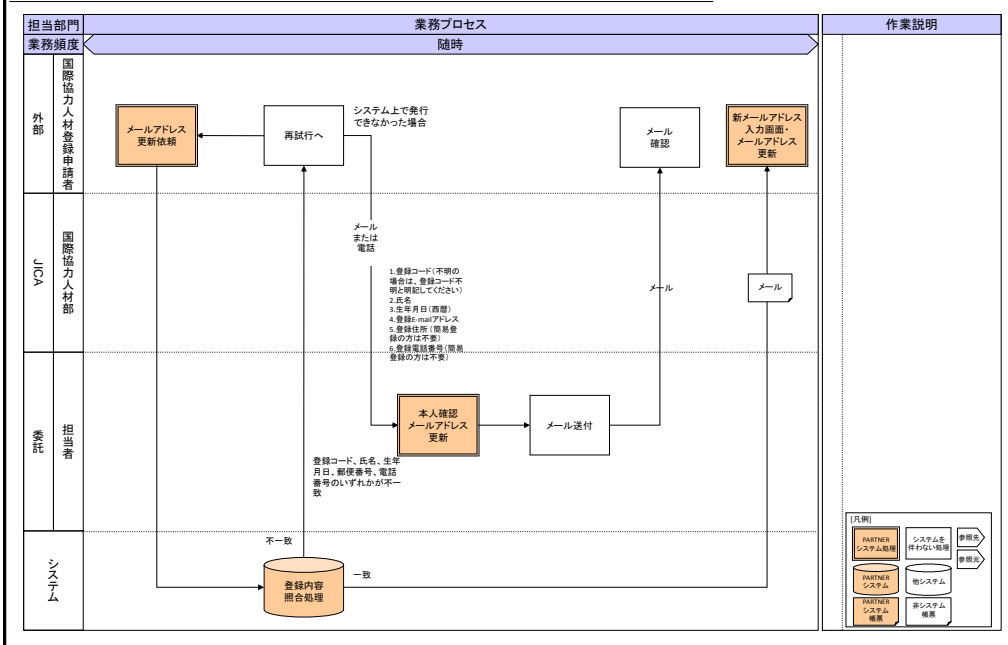 担当部門
業務プロセス
作業説明
業務頻度
随時
外部
国際協力人材登録申請者
メールアドレス
更新依頼
再試行へ
システム上で発行
できなかった場合
メール
確認
新メールアドレス
入力画面・
メールアドレス
更新
JICA
国際協力人材部
メール
または
電話
1.登録コード（不明の
場合は、登録コード不
明と明記してください）
2.氏名
3.生年月日（西暦）
4.登録E-mailアドレス
5.登録住所（簡易登
録の方は不要）
6.登録電話番号（簡易
登録の方は不要）
メール
メール
委託
担当者
本人確認
メールアドレス
更新
メール送付
登録コード、氏名、生年
月日、郵便番号、電話
番号のいずれかが不一
致
システム
不一致
登録内容
照合処理
一致
[凡例]
PARTNER
システム処理
システムを
伴わない処理
参照先
参照元
PARTNER
システム
他システム
PARTNER
システム
帳票
非システム
帳票